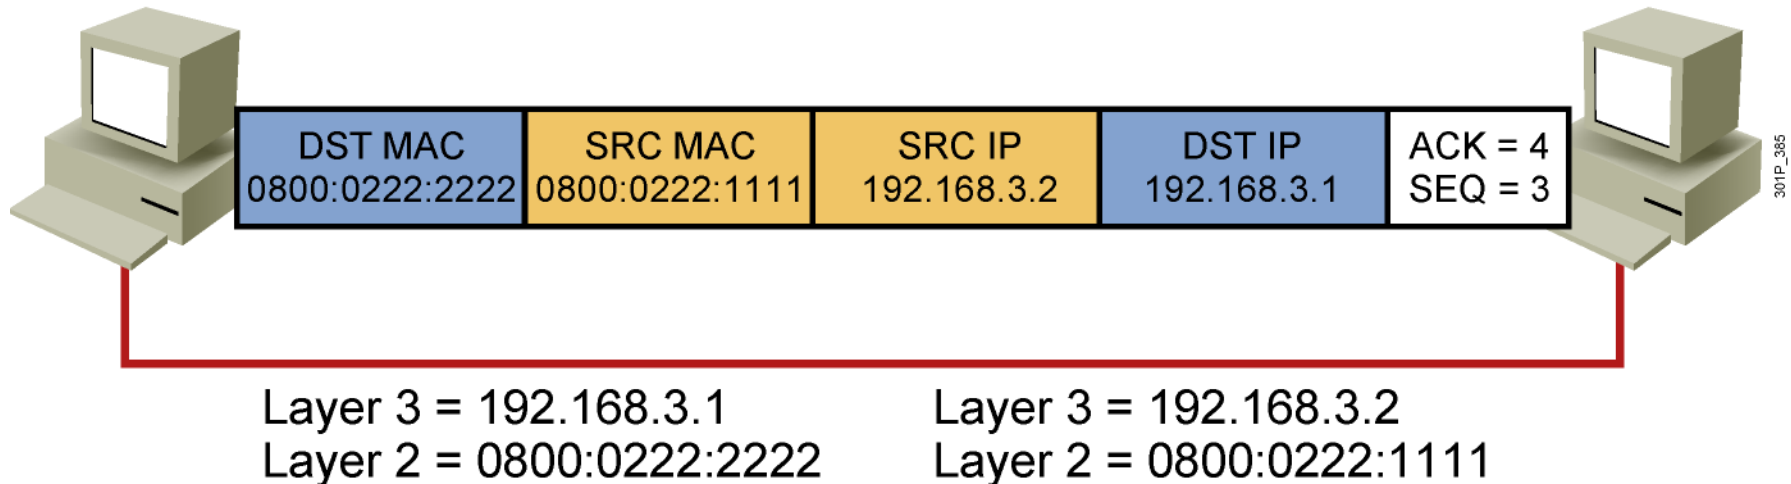 DST MAC
0800:0222:2222
SRC MAC
0800:0222:1111
SRC IP
192.168.3.2
DST IP
192.168.3.1
ACK = 4
SEQ = 3
301P_385
Layer 3 = 192.168.3.1
Layer 2 = 0800:0222:2222
Layer 3 = 192.168.3.2
Layer 2 = 0800:0222:1111